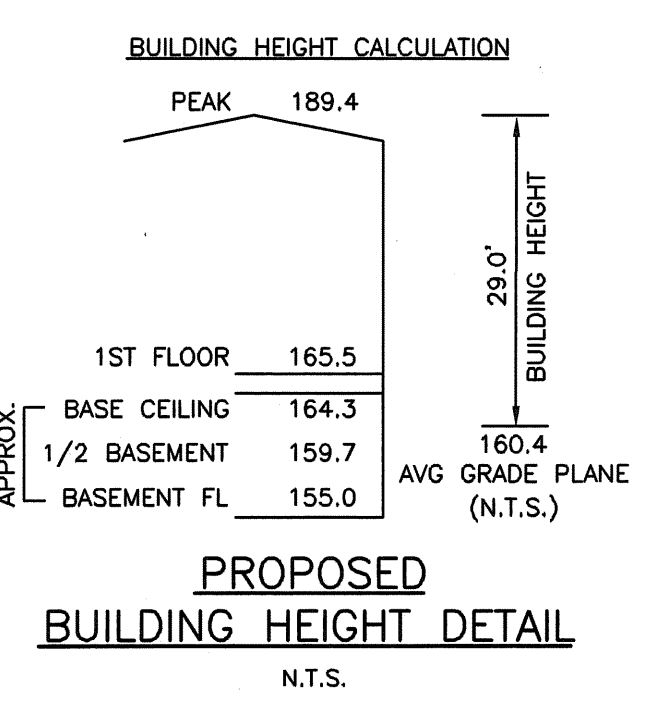 BUILDING HEIGHT CALCULATION
PEAK 189.4
29.0'
BUILDING HEIGHT
1ST FLOOR 165.5
APPROX.
BASE CEILING 164.3
1/2 BASEMENT 159.7
BASEMENT FL 155.0
160.4
AVG GRADE PLANE
(N.T.S.)
PROPOSED
BUILDING HEIGHT DETAIL
N.T.S.